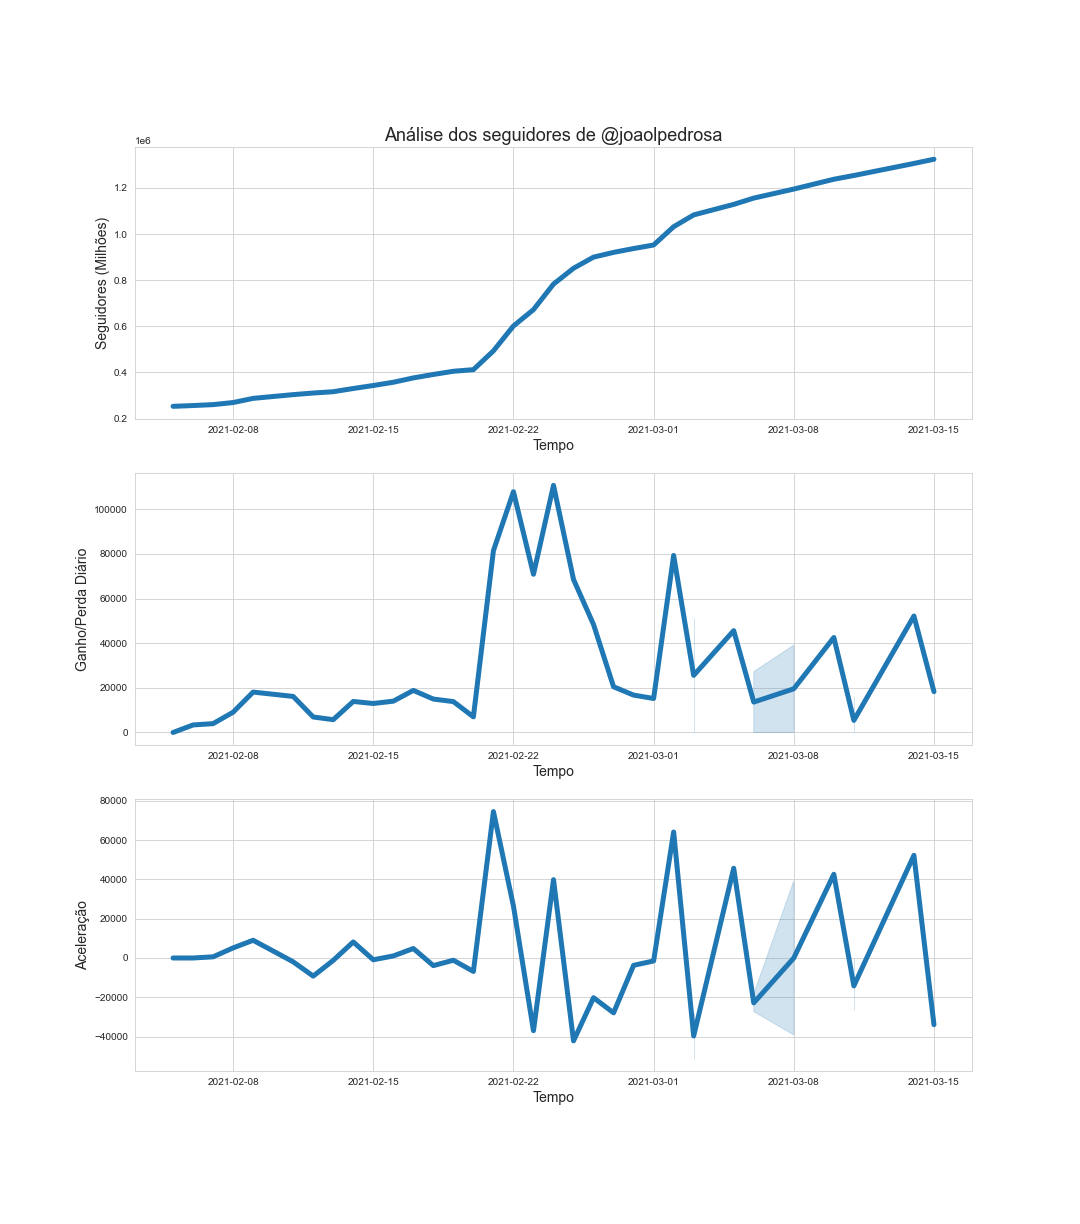 Análise dos seguidores de @joaolpedrosa
1e6
Seguidores (Milhões)
1.2
1.0
0.8
0.6
0.4
0.2
2021-02-08 2021-02-15 2021-02-22 2021-03-01 2021-03-08 2021-03-15
Tempo
Ganho/Perda Diário
100000
80000
60000
40000
20000
0
2021-02-08 2021-02-15 2021-02-22 2021-03-01 2021-03-08 2021-03-15
Tempo
Aceleração
80000
60000
40000
20000
0
−20000
−40000
2021-02-08 2021-02-15 2021-02-22 2021-03-01 2021-03-08 2021-03-15
Tempo